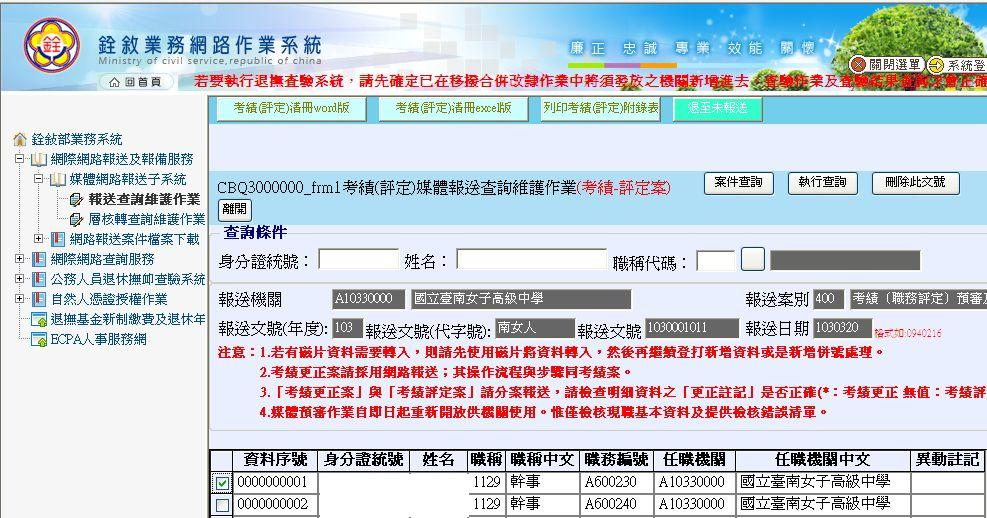 銓敘業務網路作業系統
Ministry of civil service,republic of china
廉正 忠誠 專業 效能 關懷
關閉選單 系統登
回首頁
若要執行退撫查驗系統,請先確定已在移撥合併改隸作業中將須發放之機關新增進去
考績(評定)清冊word版 考績(評定)清冊excel版 列印考績(評定)附錄表 退至未報送
銓敘部業務系統
網際網路報送及報備服務
媒體網路報送子系統
報送查詢維護作業
層核轉查詢維護作業
網路報送案件檔案下載
網際網路查詢服務
公務人員退休撫卹查驗系統
自然人憑證授權作業
退撫基金新制繳費及退休年
ECPA人事服務網
CBQ3000000_frm1考績(評定)媒體報送查詢維護作業(考績-評定案) 案件查詢 執行查詢 刪除此文號
離開
查詢條件
身分證統號: 姓名: 職稱代碼:
報送機關 A10330000 國立臺南女子高級中學 報送案別 400 考績〔職務評定〕預審及
報送文號(年度): 103 報送文號(代字號): 南女人 報送文號 1030001011 報送日期 1030320 格式如:0940216
注意:1.若有磁片資料需要轉入,則請先使用磁片將資料轉入,然後再繼續登打新增資料或是新增併號處理。
2.考績更正案請採用網路報送;其操作流程與步驟同考績案。
3.「考績更正案」與「考績評定案」請分案報送,請檢查明細資料之「更正註記」是否正確(*:考績更正 無值:考績評
4.媒體預審作業自即日起重新開放供機關使用。惟僅檢核現職基本資料及提供檢核錯誤清單。
資料序號 身分證統號 姓名 職稱 職稱中文 職務編號 任職機關 任職機關中文 異動註記
0000000001 1129 幹事 A600230 A10330000 國立臺南女子高級中學
0000000002 1129 幹事 A600240 A10330000 國立臺南女子高級中學